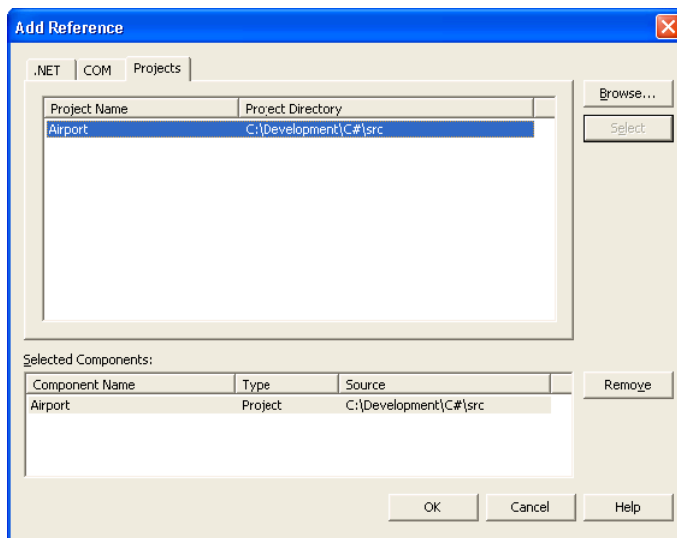 Add Reference
.NET COM Projects
Browse...
Project Name Project Directory
Select
Airport C:\Development\C#\src
Selected Components:
Component Name Type Source
Remove
Airport Project C:\Development\C#\src
OK Cancel Help